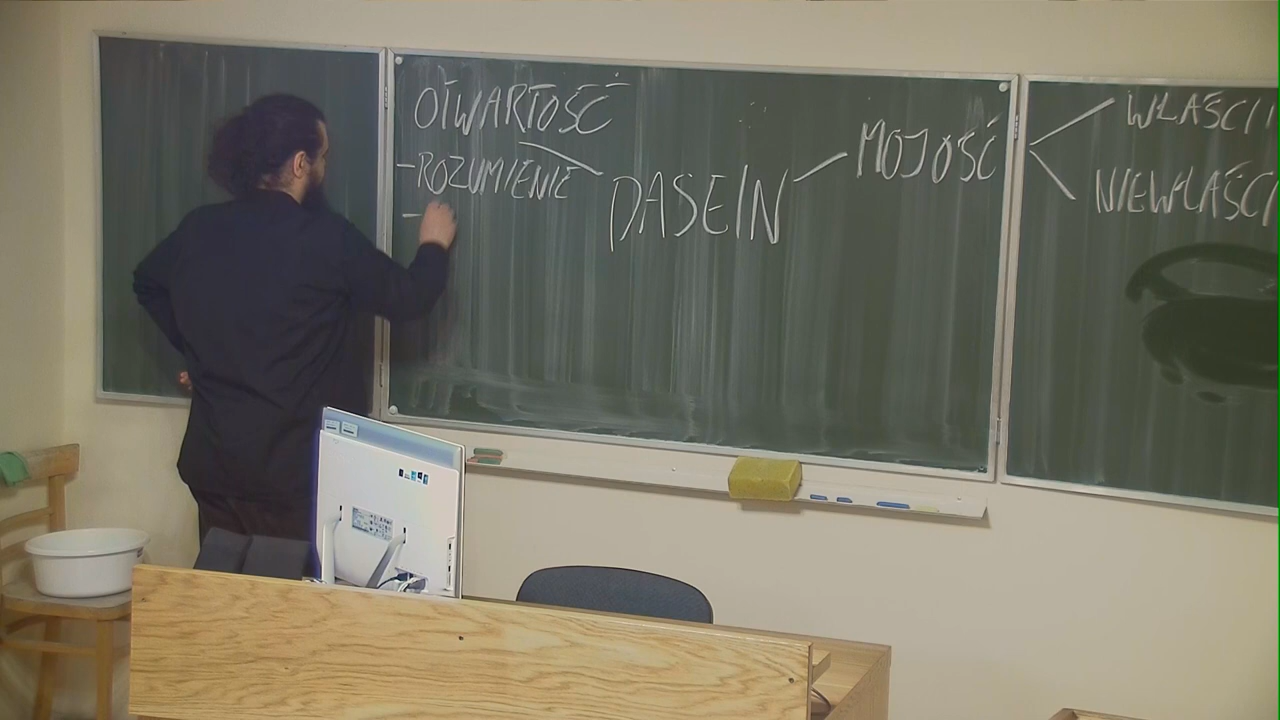 OTWARTOŚĆ
-ROZUMIENIE
-
DASEIN
MOJOŚĆ
WŁAŚCI
NIEWŁAŚCI